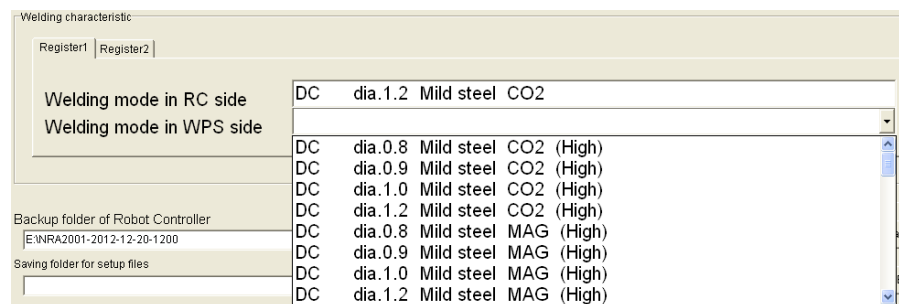 Welding characteristic
Register1 Register2
Welding mode in RC side DC dia.1.2 Mild steel CO2
Welding mode in WPS side
DC dia.0.8 Mild steel CO2 (High)
DC dia.0.9 Mild steel CO2 (High)
DC dia.1.0 Mild steel CO2 (High)
DC dia.1.2 Mild steel CO2 (High)
DC dia.0.8 Mild steel MAG (High)
DC dia.0.9 Mild steel MAG (High)
DC dia.1.0 Mild steel MAG (High)
DC dia.1.2 Mild steel MAG (High)
Backup folder of Robot Controller
E:\NRA2001-2012-12-20-1200
Saving folder for setup files